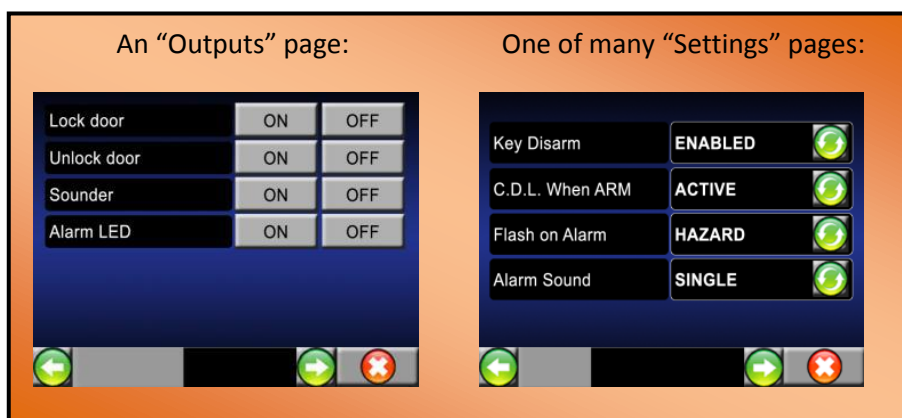 An “Outputs” page:
One of many “Settings” pages:
Lock door ON OFF
Unlock door ON OFF
Sounder ON OFF
Alarm LED ON OFF
Key Disarm ENABLED
C.D.L. When ARM ACTIVE
Flash on Alarm HAZARD
Alarm Sound SINGLE